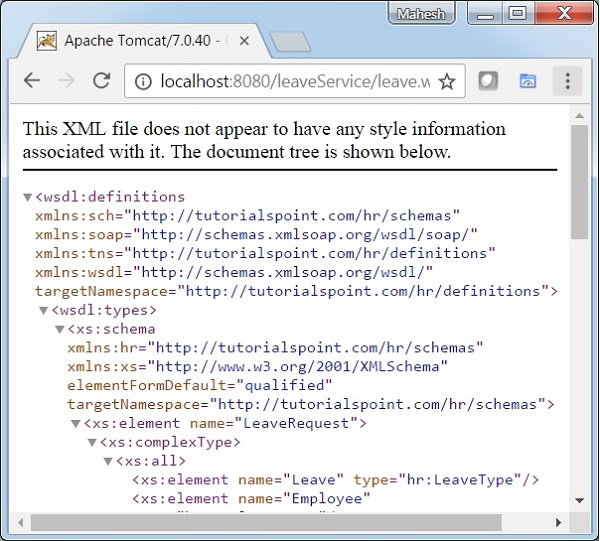 Mahesh
Apache Tomcat/7.0.40 -
localhost:8080/leaveService/leave.w
This XML file does not appear to have any style information
associated with it. The document tree is shown below.
<wsdl:definitions
xmlns:sch="http://tutorialspoint.com/hr/schemas"
xmlns:soap="http://schemas.xmlsoap.org/wsdl/soap/"
xmlns:tns="http://tutorialspoint.com/hr/definitions"
xmlns:wsdl="http://schemas.xmlsoap.org/wsdl/"
targetNamespace="http://tutorialspoint.com/hr/definitions">
<wsdl:types>
<xs:schema
xmlns:hr="http://tutorialspoint.com/hr/schemas"
xmlns:xs="http://www.w3.org/2001/XMLSchema"
elementFormDefault="qualified"
targetNamespace="http://tutorialspoint.com/hr/schemas">
<xs:element name="LeaveRequest">
<xs:complexType>
<xs:all>
<xs:element name="Leave" type="hr:LeaveType"/>
<xs:element name="Employee"